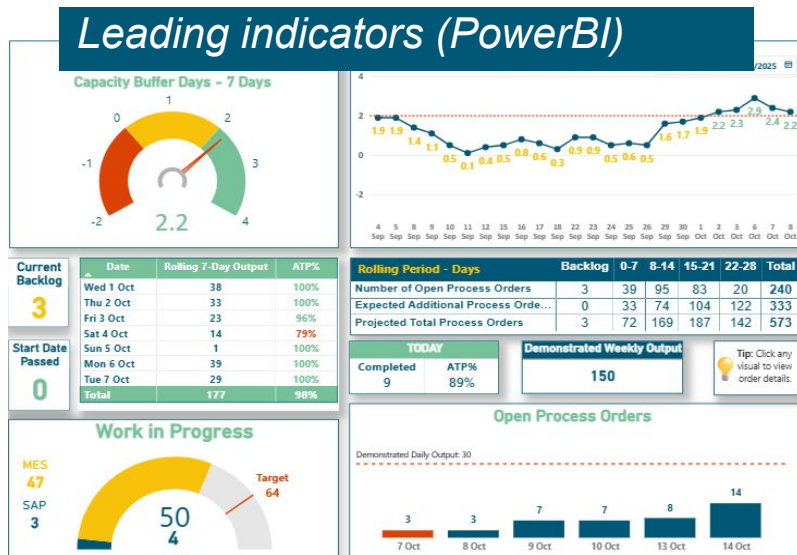 Leading indicators (PowerBI)
Capacity Buffer Days - 7 Days
-2
-1
0
1
2
3
4
2.2
/2025
4
2
0
-2
1.9 1.9 1.4 1.1 0.5 0.1 0.4 0.5 0.8 0.6 0.3 0.9 0.9 0.5 0.6 0.5 1.6 1.7 1.9 2.2 2.3 2.9 2.4 2.2
4 5 8 9 10 11 12 15 16 17 18 22 23 24 25 26 29 30 1 2 3 6 7 8
Sep Sep Sep Sep Sep Sep Sep Sep Sep Sep Sep Sep Sep Sep Sep Sep Sep Sep Oct Oct Oct Oct Oct Oct
Current
Backlog
3
Start Date
Passed
0
Date Rolling 7-Day Output ATP%
Wed 1 Oct 38 100%
Thu 2 Oct 33 100%
Fri 3 Oct 23 96%
Sat 4 Oct 14 79%
Sun 5 Oct 1 100%
Mon 6 Oct 39 100%
Tue 7 Oct 29 100%
Total 177 98%
Rolling Period - Days Backlog 0-7 8-14 15-21 22-28 Total
Number of Open Process Orders 3 39 95 83 20 240
Expected Additional Process Orde... 0 33 74 104 122 333
Projected Total Process Orders 3 72 169 187 142 573
TODAY
Completed ATP%
9 89%
Demonstrated Weekly Output
150
Tip: Click any
visual to view
order details.
Work in Progress
MES
47
SAP
3
Target
64
50
4
Open Process Orders
Demonstrated Daily Output: 30
3 3 7 7 8 14
7 Oct 8 Oct 9 Oct 10 Oct 13 Oct 14 Oct